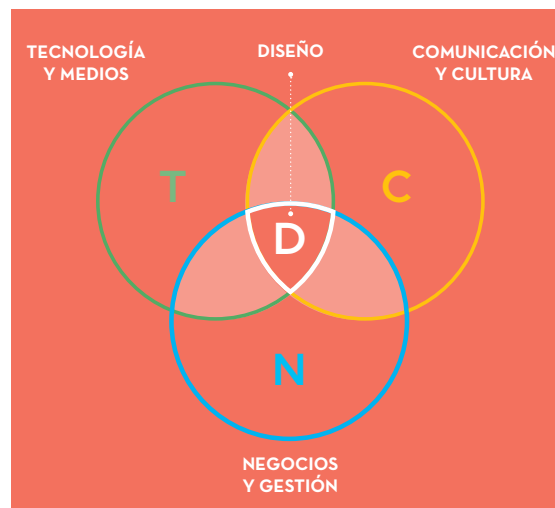 TECNOLOGÍA
Y MEDIOS
DISEÑO
COMUNICACIÓN
Y CULTURA
T
C
D
N
NEGOCIOS
Y GESTIÓN